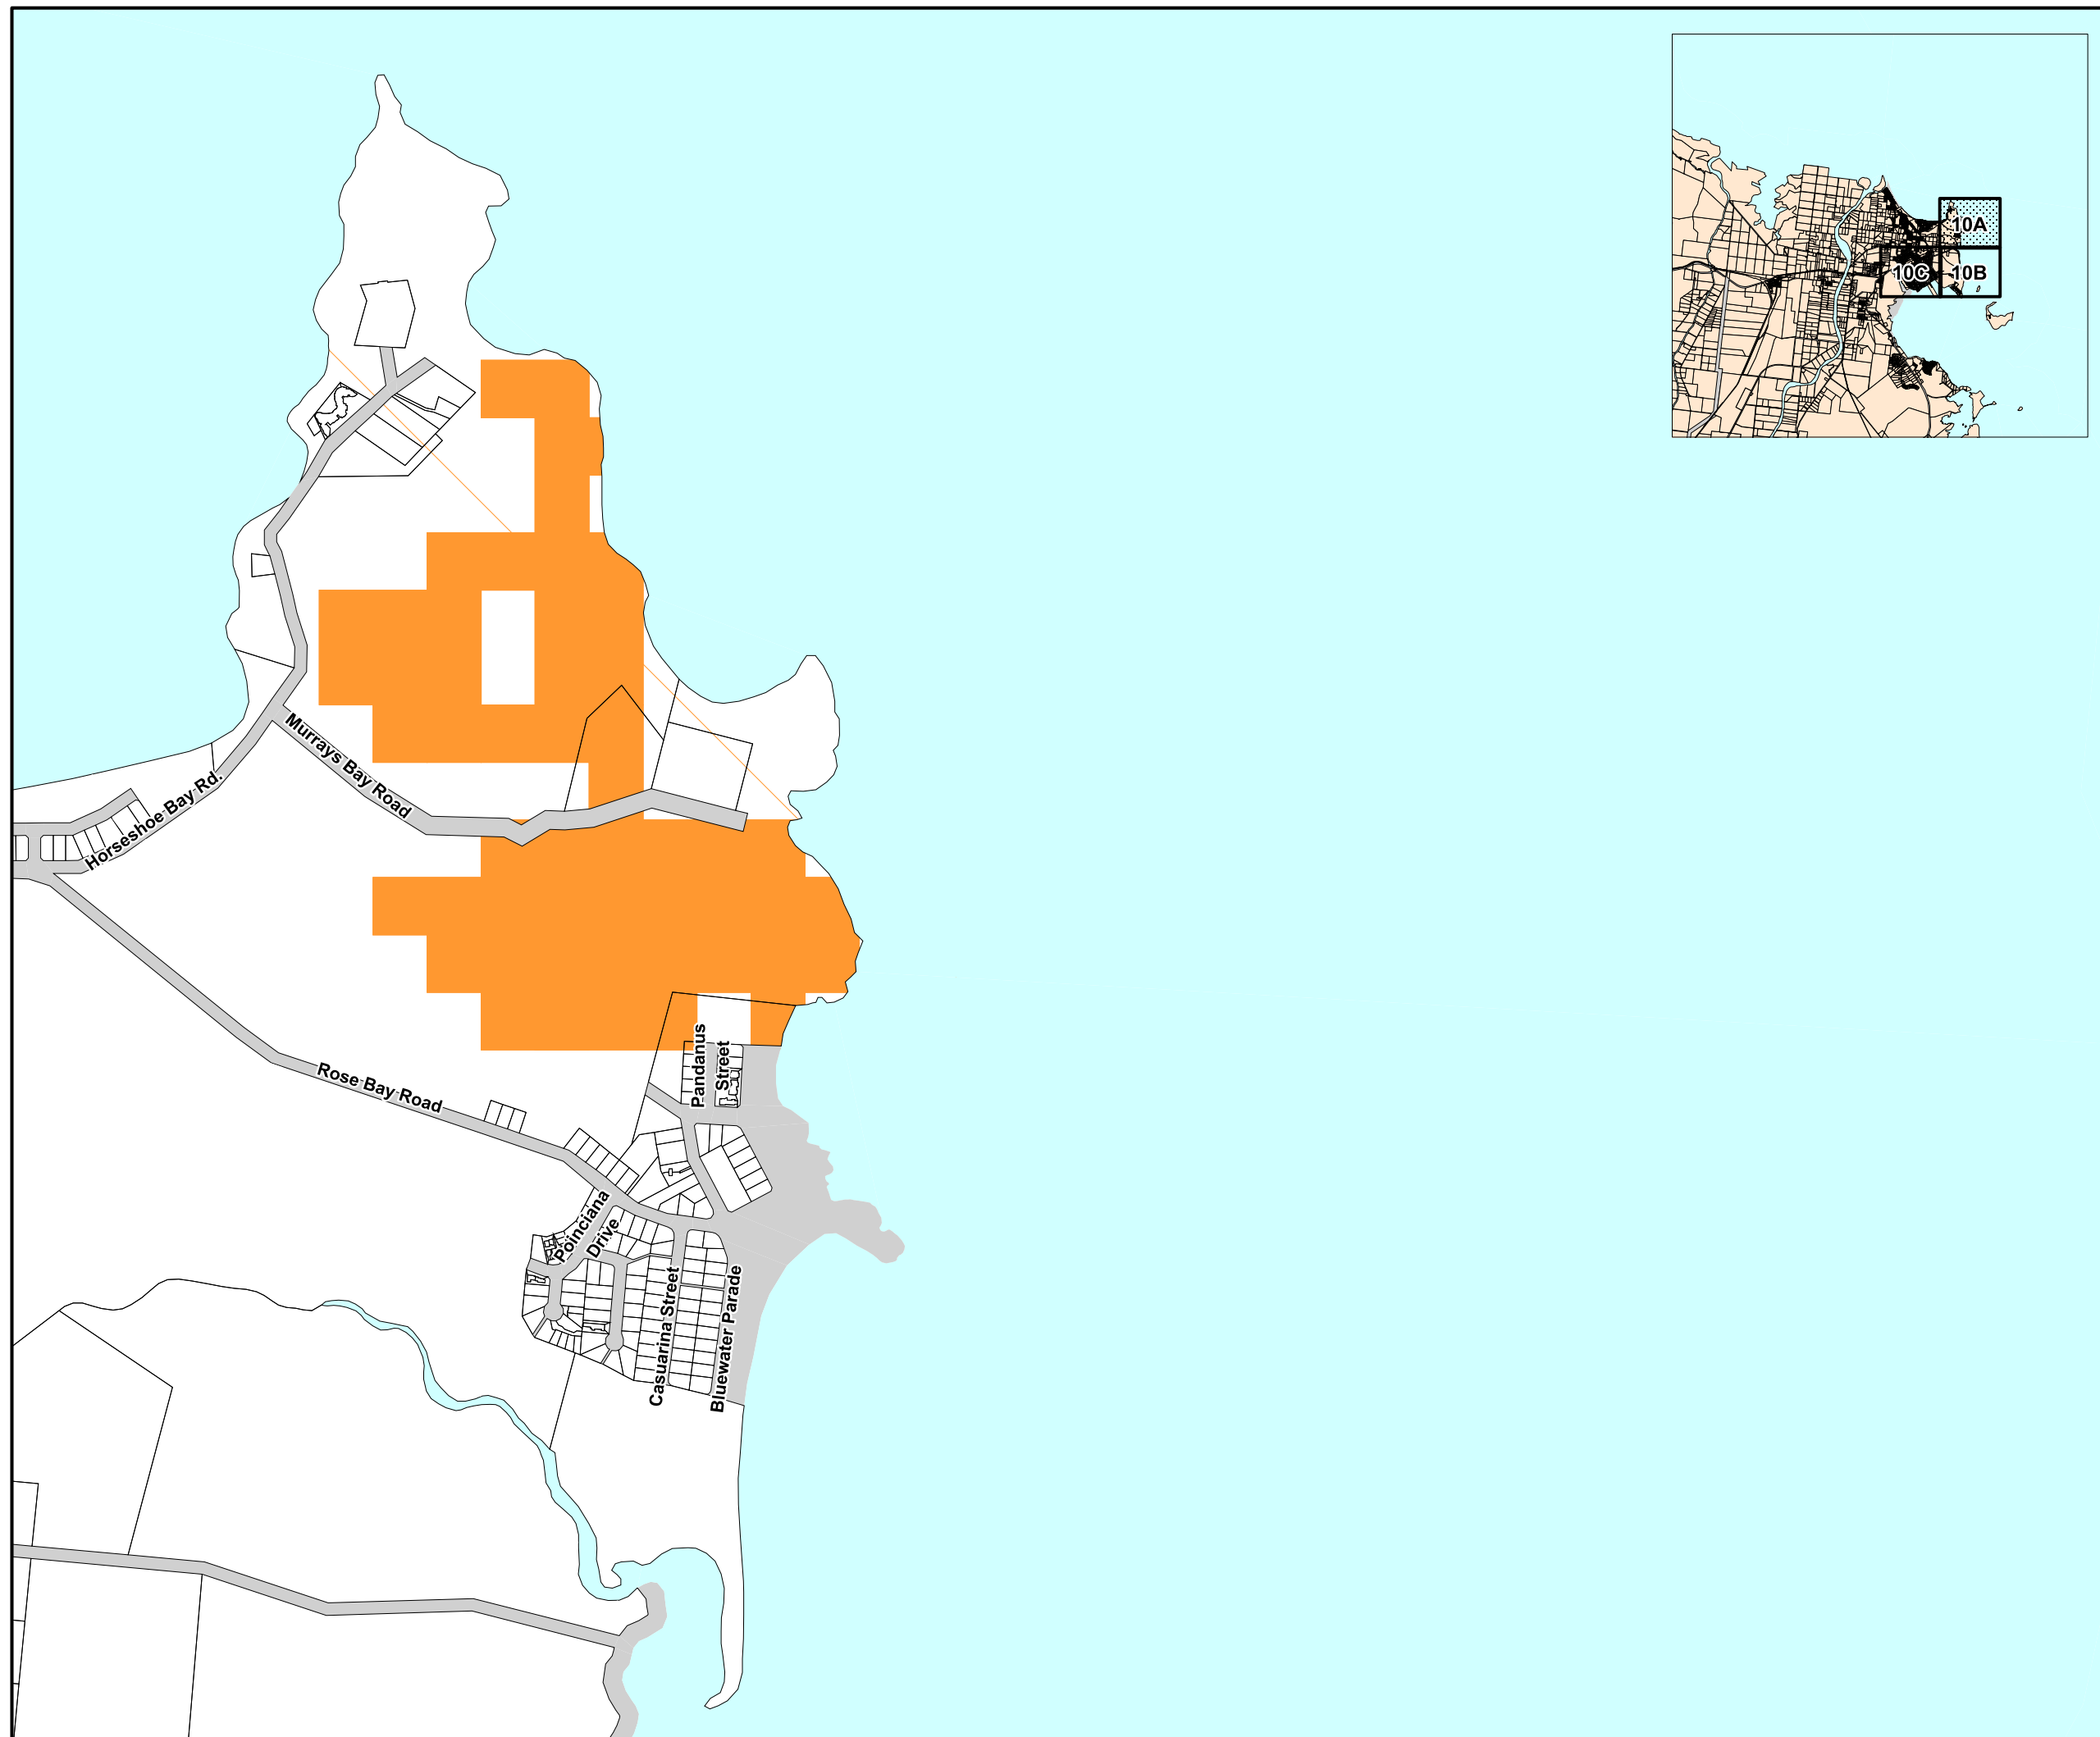 10A
10C
10B
Murrays Bay Road
Horseshoe Bay Rd.
Rose Bay Road
Pandanus
Street
Poinciana
Drive
Casuarina Street
Bluewater Parade